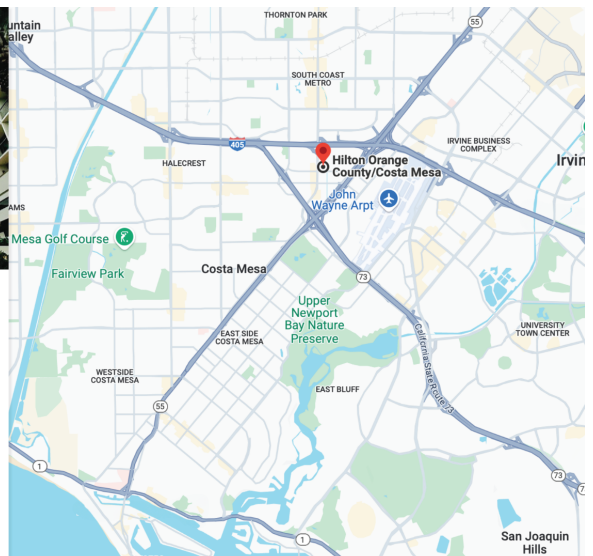 THORNTON PARK
55
untain
alley
SOUTH COAST
METRO
405
IRVINE BUSINESS
COMPLEX
HALECREST
Hilton Orange
County/Costa Mesa
Irvin
John
Wayne Arpt
AMS
Mesa Golf Course
Fairview Park
Costa Mesa
73
Upper
Newport
Bay Nature
Preserve
EAST SIDE
COSTA MESA
UNIVERSITY
TOWN CENTER
California State Route 73
WESTSIDE
COSTA MESA
EAST BLUFF
55
1
73
7
1
San Joaquin
Hills